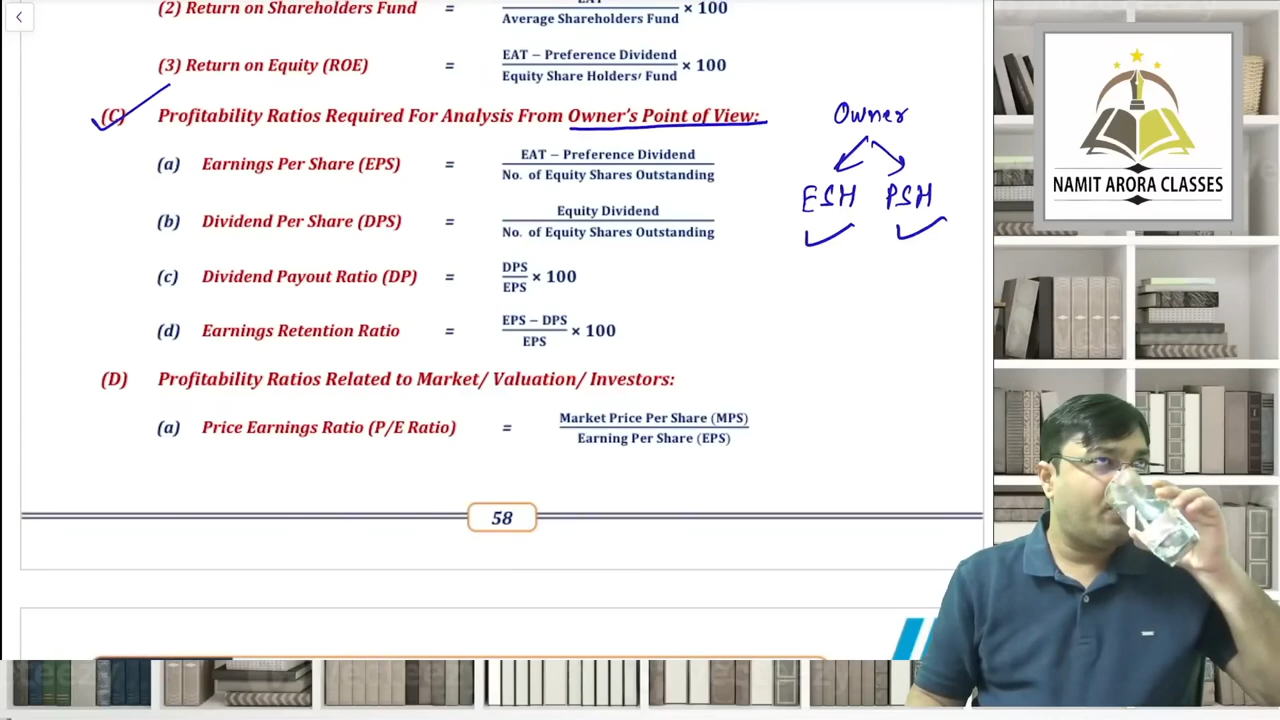 (2) Return on Shareholders Fund = EAT / Average Shareholders Fund × 100
(3) Return on Equity (ROE) = EAT – Preference Dividend / Equity Share Holders' Fund × 100
(C) Profitability Ratios Required For Analysis From Owner's Point of View:
(a) Earnings Per Share (EPS) = EAT – Preference Dividend / No. of Equity Shares Outstanding
(b) Dividend Per Share (DPS) = Equity Dividend / No. of Equity Shares Outstanding
(c) Dividend Payout Ratio (DP) = DPS / EPS × 100
(d) Earnings Retention Ratio = EPS – DPS / EPS × 100
(D) Profitability Ratios Related to Market/ Valuation/ Investors:
(a) Price Earnings Ratio (P/E Ratio) = Market Price Per Share (MPS) / Earning Per Share (EPS)
58
Owner
ESH PSH
NAMIT ARORA CLASSES